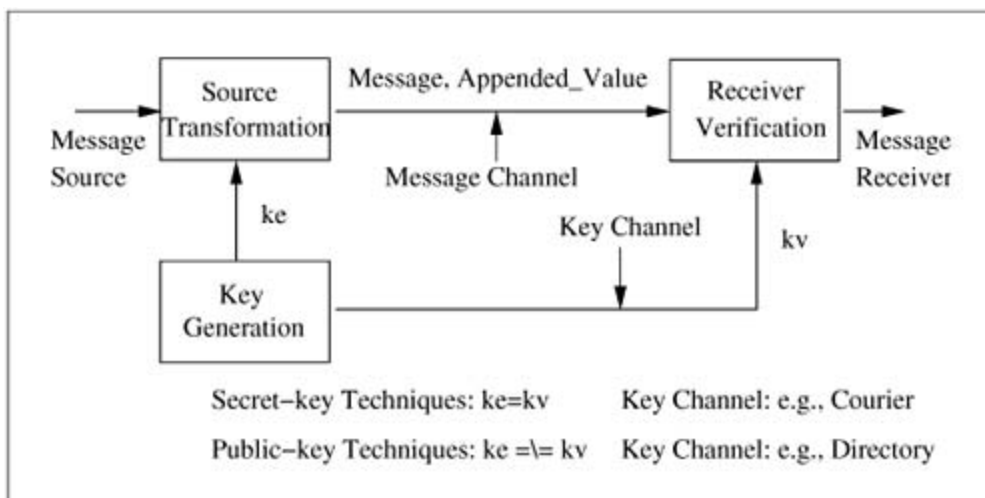 Source
Transformation
Message, Appended_Value
Receiver
Verification
Message
Source
Message
Receiver
Message Channel
ke
Key Channel
kv
Key
Generation
Secret-key Techniques: ke=kv
Key Channel: e.g., Courier
Public-key Techniques: ke =\= kv
Key Channel: e.g., Directory